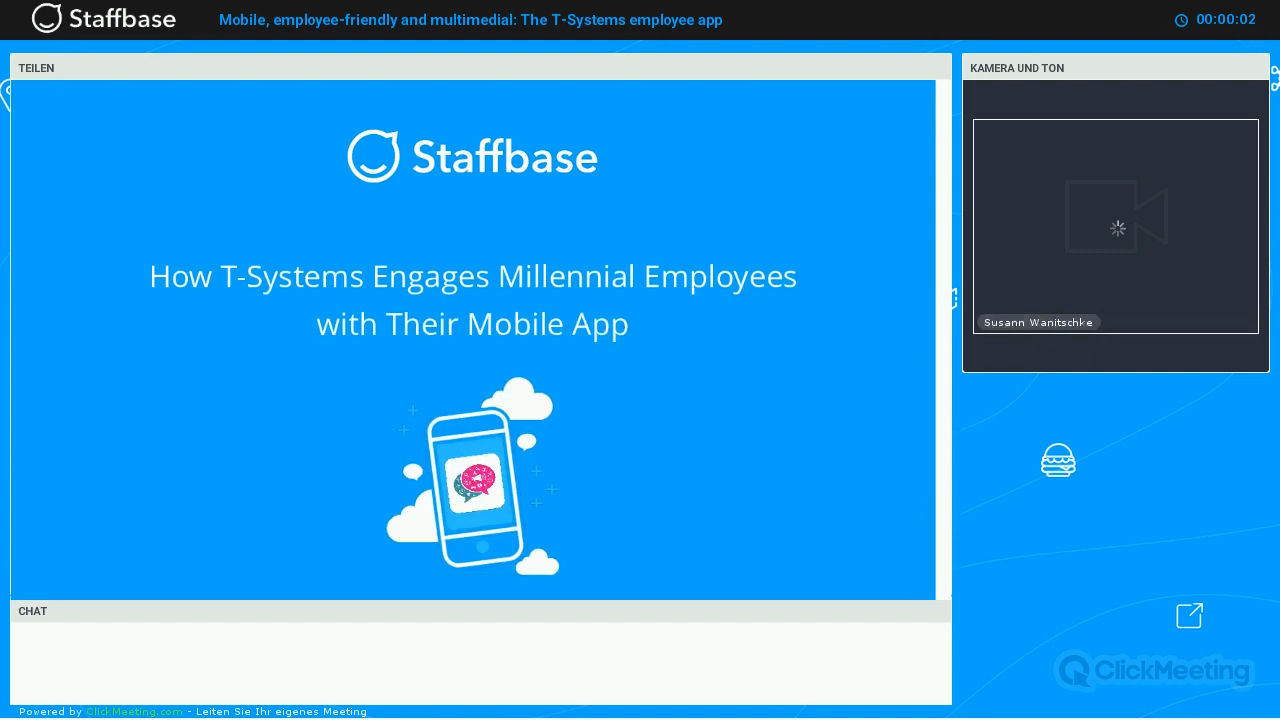 Staffbase
Mobile, employee-friendly and multimedial: The T-Systems employee app
00:00:02
TEILEN
KAMERA UND TON
Staffbase
How T-Systems Engages Millennial Employees
with Their Mobile App
Susann Wanitschke
CHAT
ClickMeeting
Powered by ClickMeeting.com - Leiten Sie Ihr eigenes Meeting